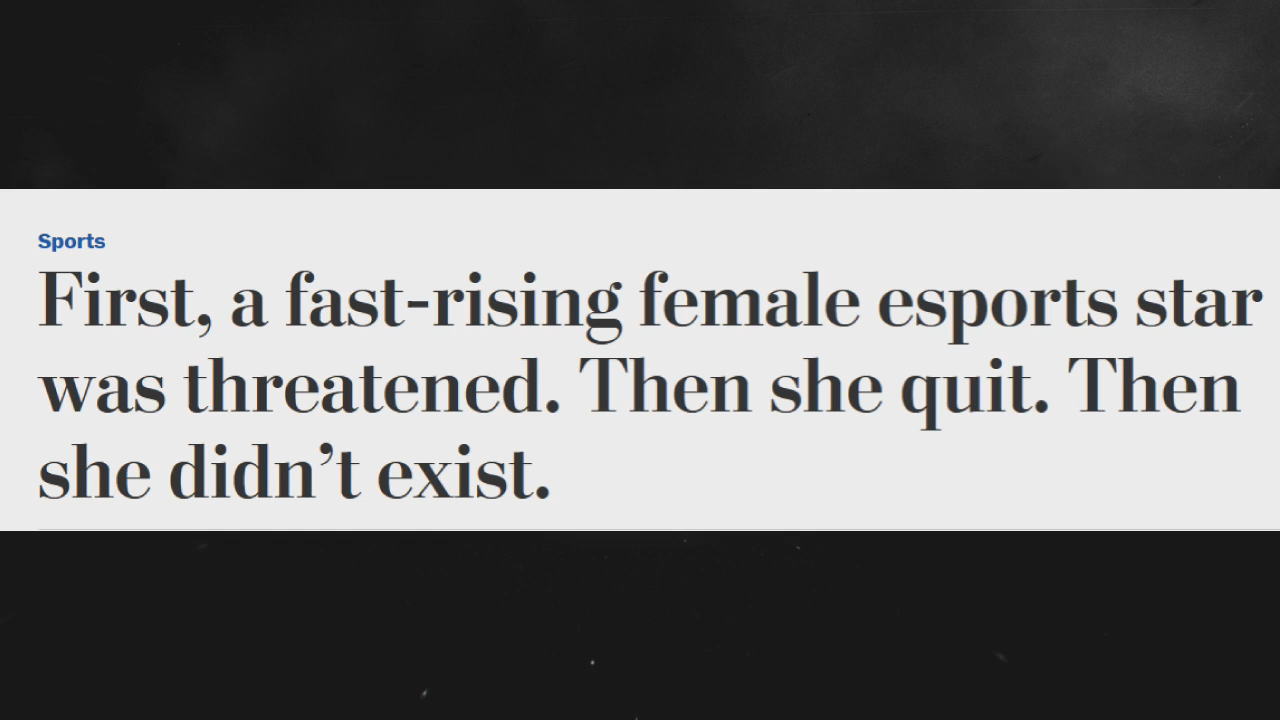 Sports
First, a fast-rising female esports star
was threatened. Then she quit. Then
she didn’t exist.